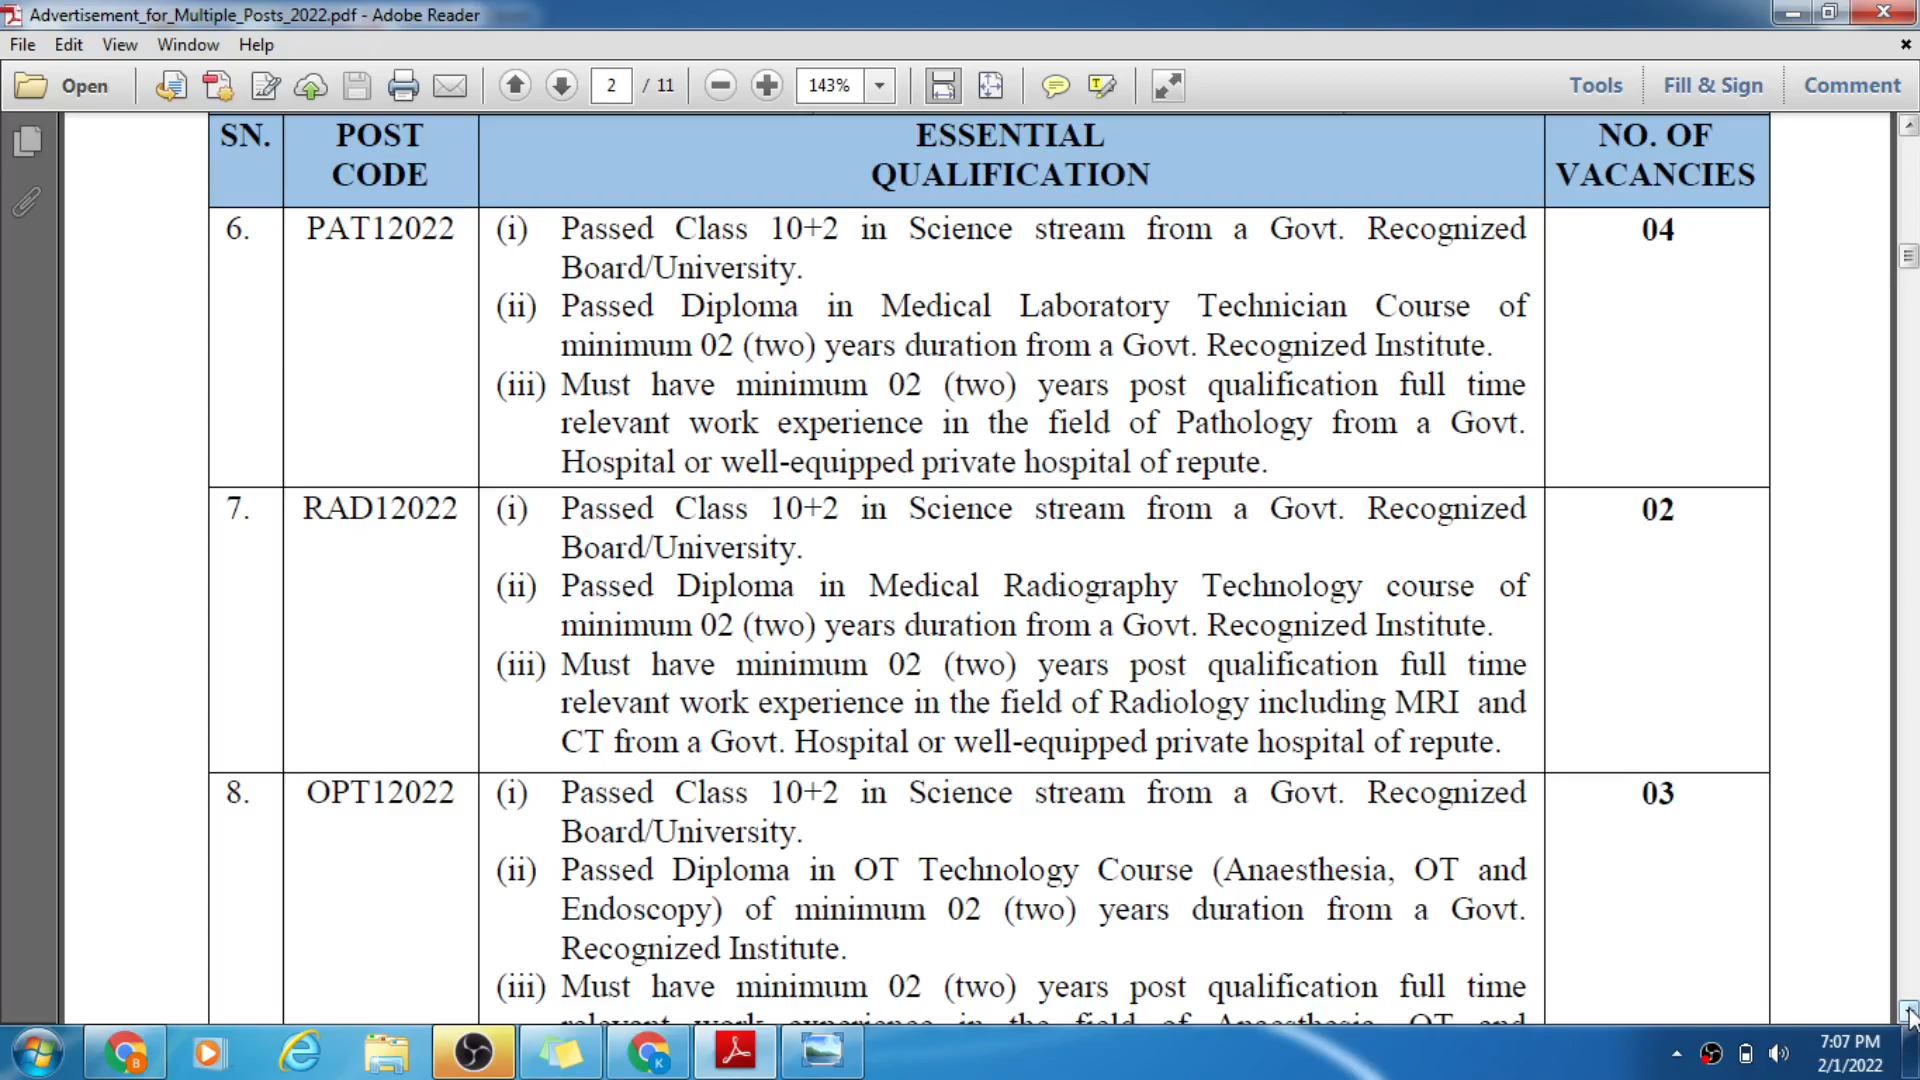 Advertisement_for_Multiple_Posts_2022.pdf - Adobe Reader
File Edit View Window Help
Open 2 / 11 143% Tools Fill & Sign Comment
SN. POST CODE ESSENTIAL QUALIFICATION NO. OF VACANCIES
6. PAT12022 (i) Passed Class 10+2 in Science stream from a Govt. Recognized 04
Board/University.
(ii) Passed Diploma in Medical Laboratory Technician Course of
minimum 02 (two) years duration from a Govt. Recognized Institute.
(iii) Must have minimum 02 (two) years post qualification full time
relevant work experience in the field of Pathology from a Govt.
Hospital or well-equipped private hospital of repute.
7. RAD12022 (i) Passed Class 10+2 in Science stream from a Govt. Recognized 02
Board/University.
(ii) Passed Diploma in Medical Radiography Technology course of
minimum 02 (two) years duration from a Govt. Recognized Institute.
(iii) Must have minimum 02 (two) years post qualification full time
relevant work experience in the field of Radiology including MRI and
CT from a Govt. Hospital or well-equipped private hospital of repute.
8. OPT12022 (i) Passed Class 10+2 in Science stream from a Govt. Recognized 03
Board/University.
(ii) Passed Diploma in OT Technology Course (Anaesthesia, OT and
Endoscopy) of minimum 02 (two) years duration from a Govt.
Recognized Institute.
(iii) Must have minimum 02 (two) years post qualification full time
relevant work experience in the field of Anaesthesia, OT and
7:07 PM
2/1/2022